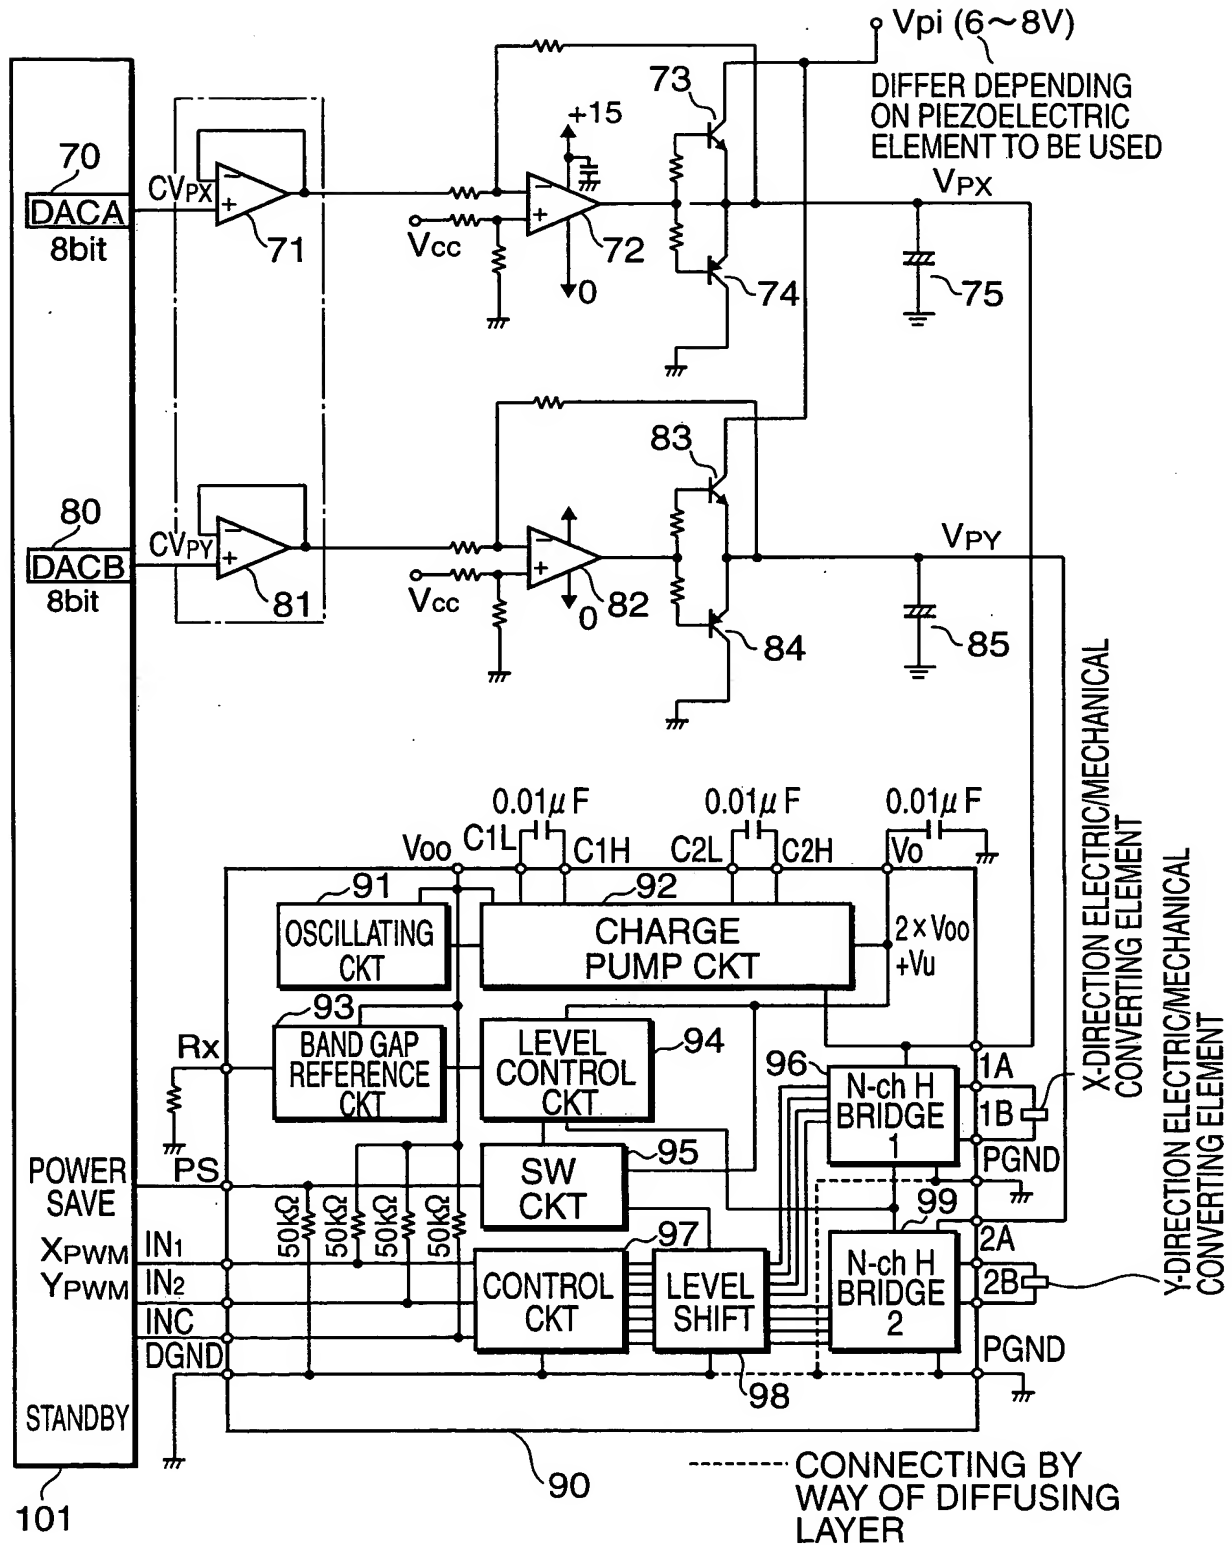 Vpi (6～8V)
DIFFER DEPENDING
ON PIEZOELECTRIC
ELEMENT TO BE USED
73
+15
70
DACA
8bit
CVPX
−
+
71
−
+
72
Vcc
0
74
VPX
75
83
80
DACB
8bit
CVPY
−
+
81
−
+
82
Vcc
0
84
VPY
85
X-DIRECTION ELECTRIC/MECHANICAL
CONVERTING ELEMENT
Y-DIRECTION ELECTRIC/MECHANICAL
CONVERTING ELEMENT
0.01μF
0.01μF
0.01μF
Voo
C1L
C1H
C2L
C2H
Vo
91
OSCILLATING
CKT
92
CHARGE
PUMP CKT
2×Voo
+Vu
93
BAND GAP
REFERENCE
CKT
Rx
LEVEL
CONTROL
CKT
94
96
N-ch H
BRIDGE
1
1A
1B
PGND
POWER
SAVE
PS
SW
CKT
95
50kΩ
50kΩ
50kΩ
50kΩ
99
N-ch H
BRIDGE
2
2A
2B
PGND
XPWM
IN1
YPWM
IN2
INC
DGND
97
CONTROL
CKT
LEVEL
SHIFT
98
STANDBY
101
90
CONNECTING BY
WAY OF DIFFUSING
LAYER